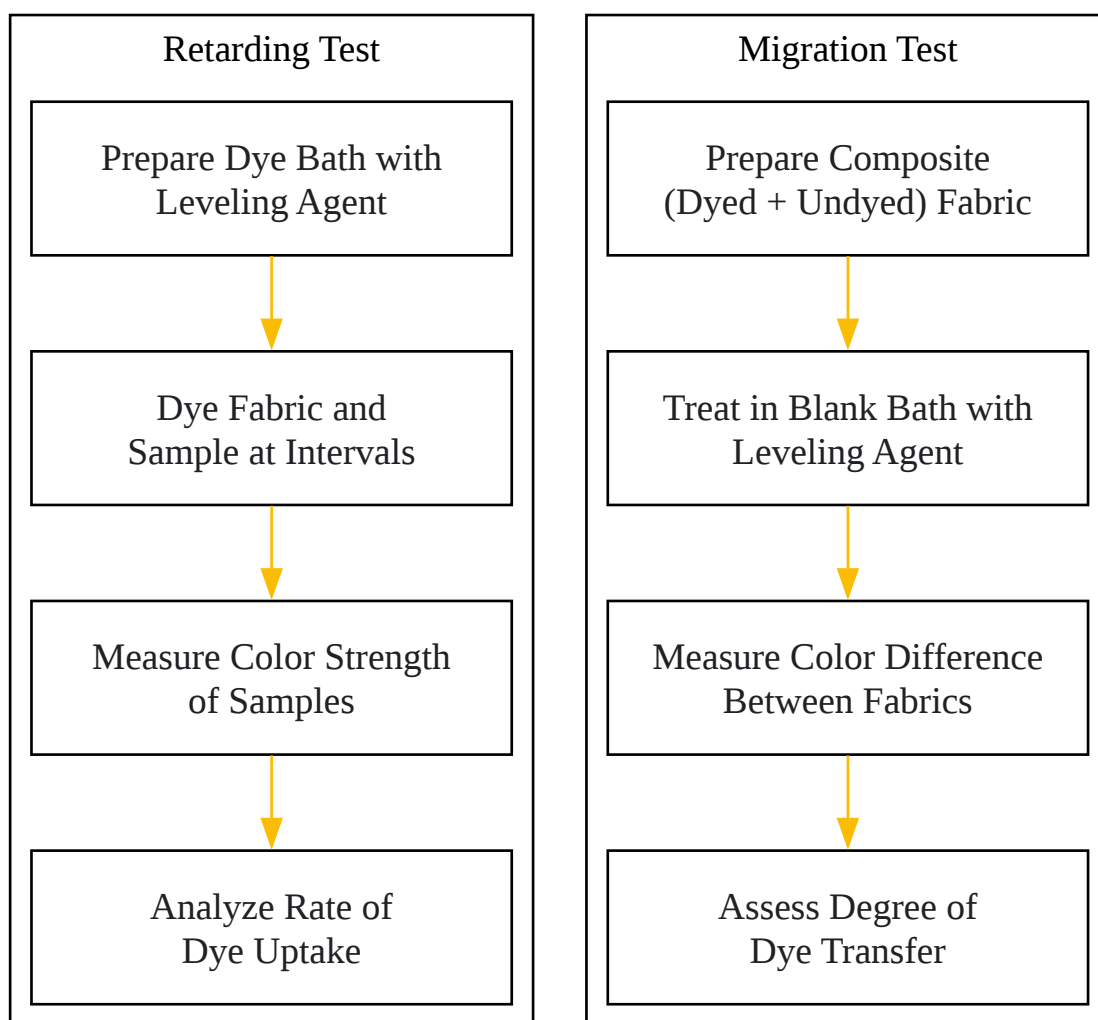 Retarding Test
Prepare Dye Bath with
Leveling Agent
Dye Fabric and
Sample at Intervals
Measure Color Strength
of Samples
Analyze Rate of
Dye Uptake
Migration Test
Prepare Composite
(Dyed + Undyed) Fabric
Treat in Blank Bath with
Leveling Agent
Measure Color Difference
Between Fabrics
Assess Degree of
Dye Transfer